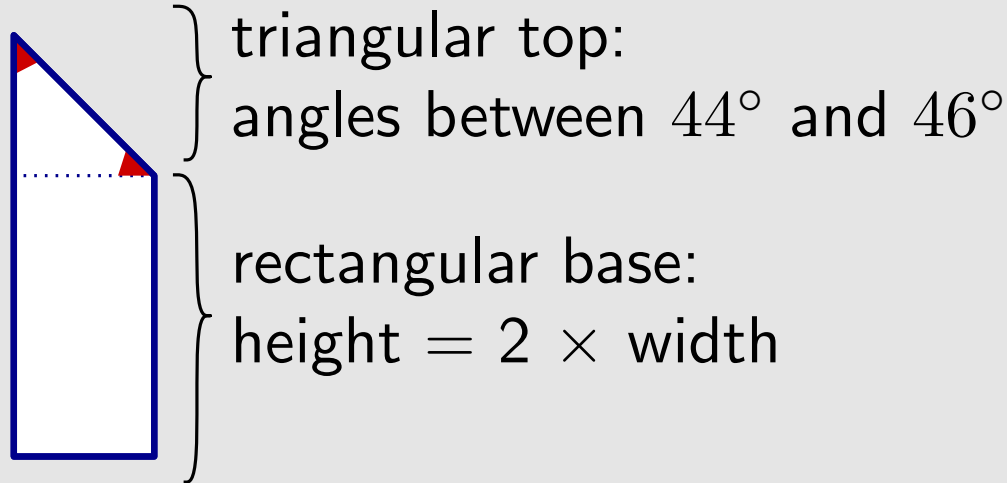 triangular top:
angles between 44° and 46°
rectangular base:
height = 2 × width